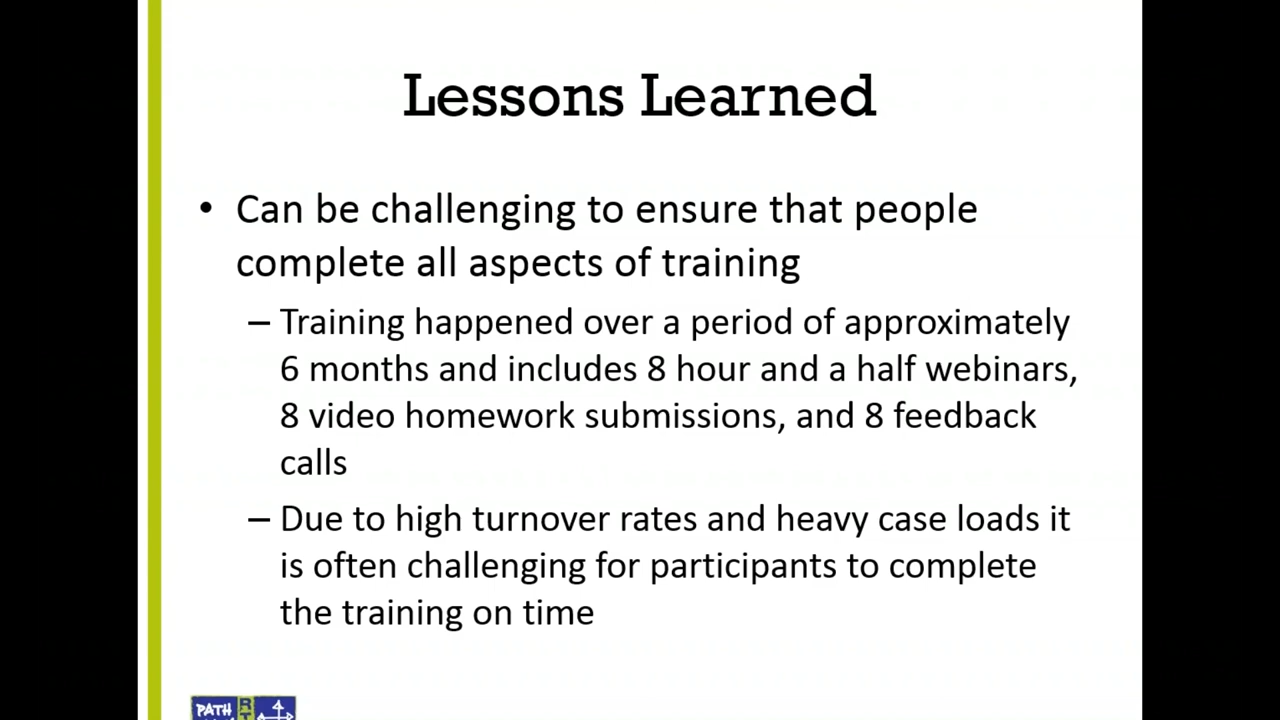 Lessons Learned
• Can be challenging to ensure that people
complete all aspects of training
– Training happened over a period of approximately
6 months and includes 8 hour and a half webinars,
8 video homework submissions, and 8 feedback
calls
– Due to high turnover rates and heavy case loads it
is often challenging for participants to complete
the training on time
PATH